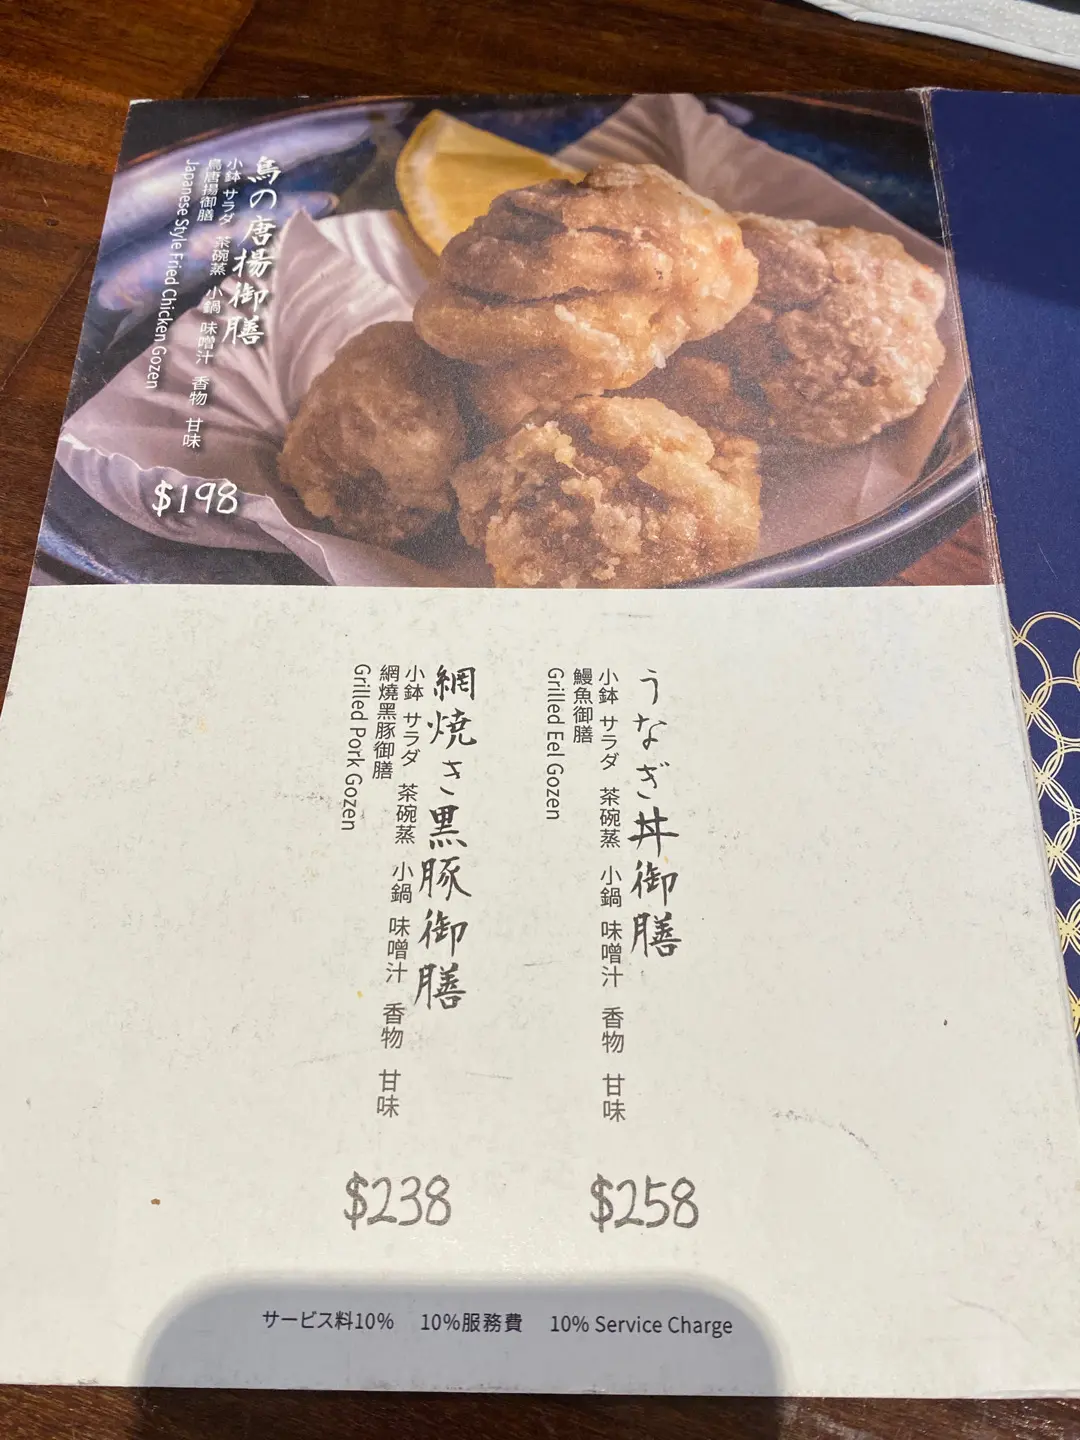 鳥の唐揚御膳
小鉢 サラダ 茶碗蒸 小鍋 味噌汁 香物 甘味
鳥唐揚御膳
Japanese Style Fried Chicken Gozen
$198
うなぎ丼御膳
小鉢 サラダ 茶碗蒸 小鍋 味噌汁 香物 甘味
鰻魚御膳
Grilled Eel Gozen
$258
網焼き黒豚御膳
小鉢 サラダ 茶碗蒸 小鍋 味噌汁 香物 甘味
網燒黑豚御膳
Grilled Pork Gozen
$238
サービス料10% 10%服務費 10% Service Charge